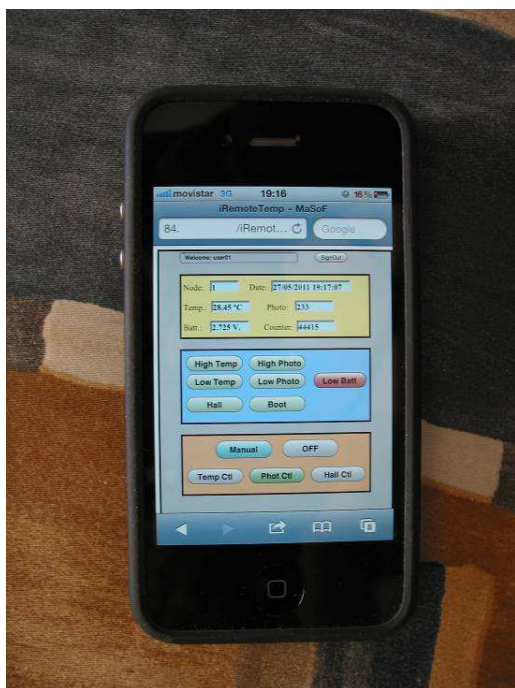 movistar 3G 19:16 16%
iRemoteTemp - MaSoF
84. /iRemot... Google
Welcome: user01 SignOut
Node: 1 Date: 27/05/2011 19:17:07
Temp.: 28.45 °C Photo: 233
Batt.: 2.725 V. Counter: 44415
High Temp High Photo
Low Temp Low Photo Low Batt
Hall Boot
Manual OFF
Temp Ctl Phot Ctl Hall Ctl
8